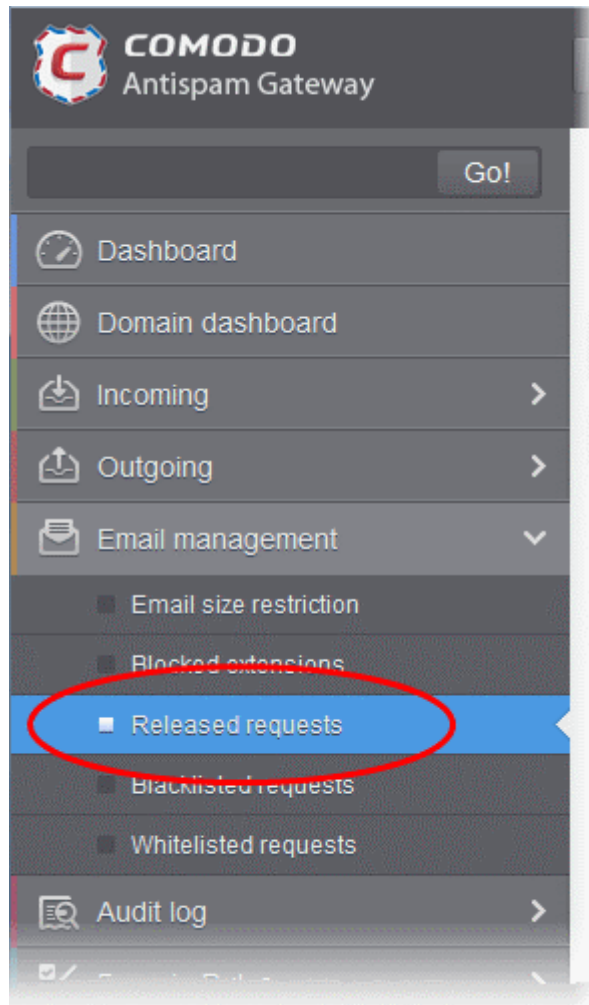 COMODO
Antispam Gateway
Go!
Dashboard
Domain dashboard
Incoming
Outgoing
Email management
Email size restriction
Blocked extensions
Released requests
Blacklisted requests
Whitelisted requests
Audit log